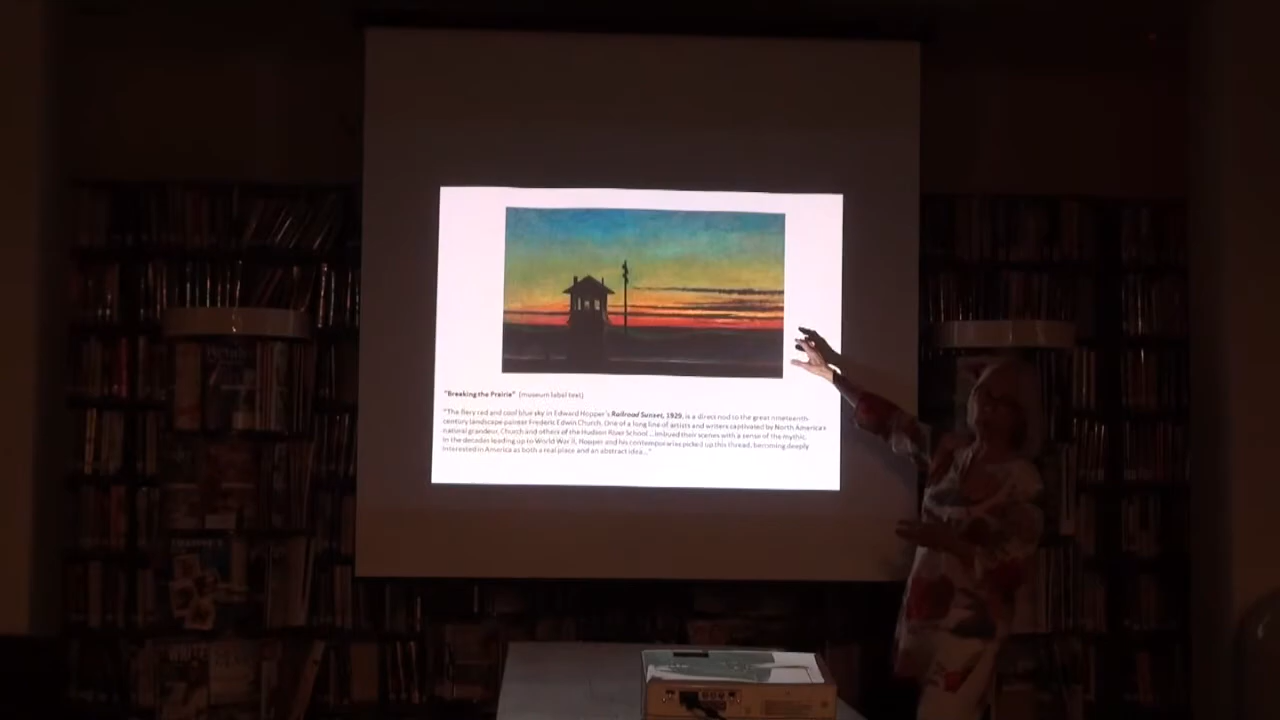 "Breaking the Prairie" (museum label text)
"The fiery red and cool blue sky in Edward Hopper's Railroad Sunset, 1929, is a direct nod to the great nineteenth-
century landscape painter Frederic Edwin Church. One of a long line of artists and writers captivated by North America's
natural grandeur, Church and others of the Hudson River School ... imbued their scenes with a sense of the mythic.
In the decades leading up to World War II, Hopper and his contemporaries picked up this thread, becoming deeply
interested in America as both a real place and an abstract idea..."